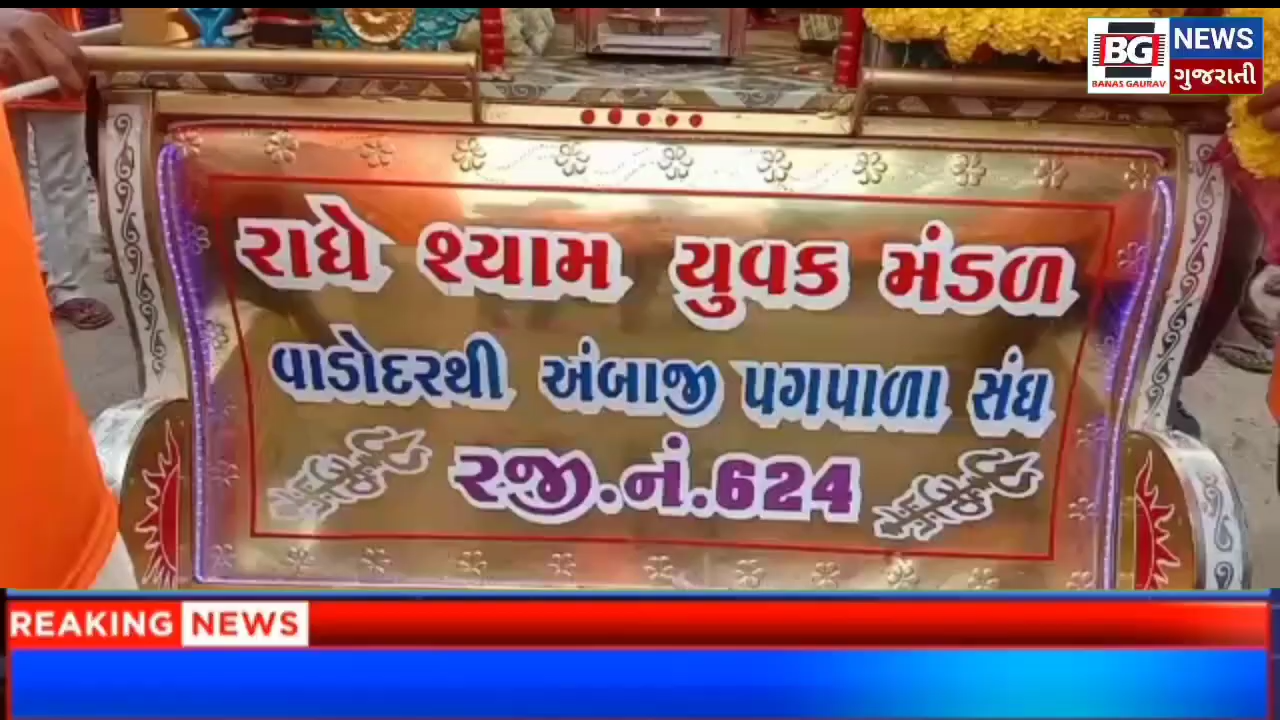 BG NEWS
BANAS GAURAV ગુજરાતી
રાધે શ્યામ યુવક મંડળ
વાડોદરથી અંબાજી પગપાળા સંઘ
રજી.નં.624
REAKING NEWS